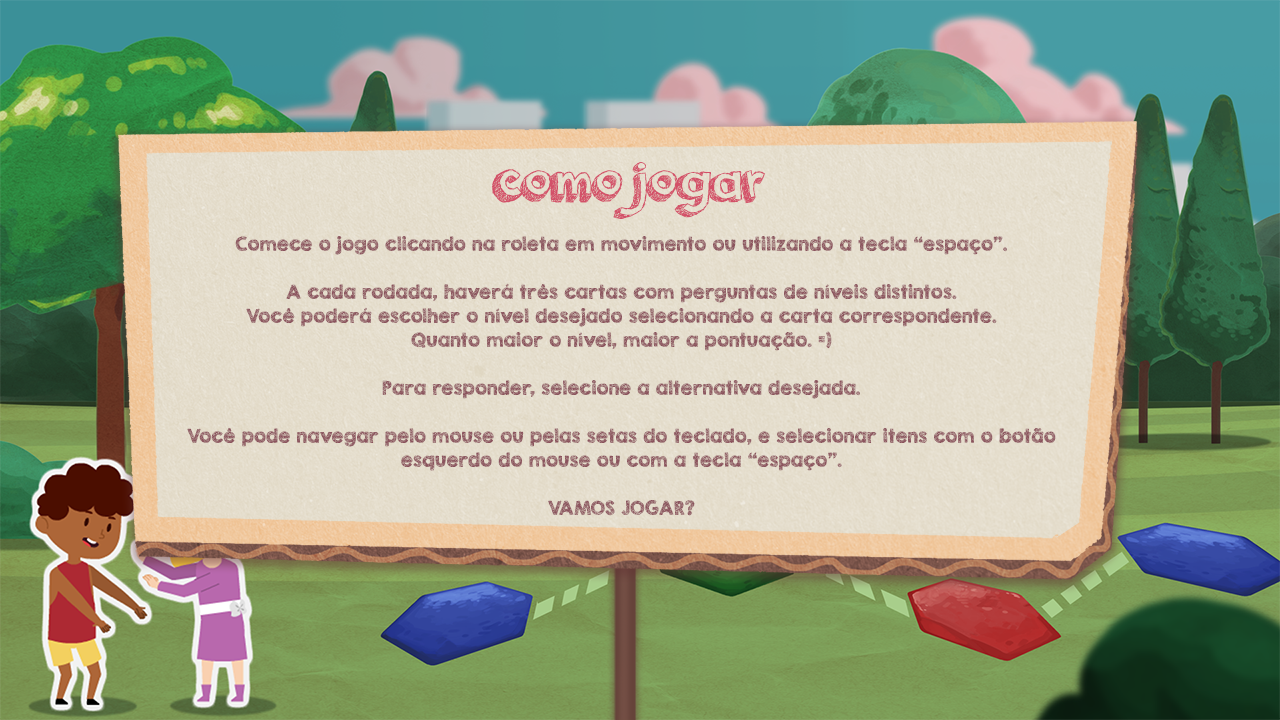 como jogar
Comece o jogo clicando na roleta em movimento ou utilizando a tecla “espaço”.
A cada rodada, haverá três cartas com perguntas de níveis distintos.
Você poderá escolher o nível desejado selecionando a carta correspondente.
Quanto maior o nível, maior a pontuação. =)
Para responder, selecione a alternativa desejada.
Você pode navegar pelo mouse ou pelas setas do teclado, e selecionar itens com o botão
esquerdo do mouse ou com a tecla “espaço”.
VAMOS JOGAR?